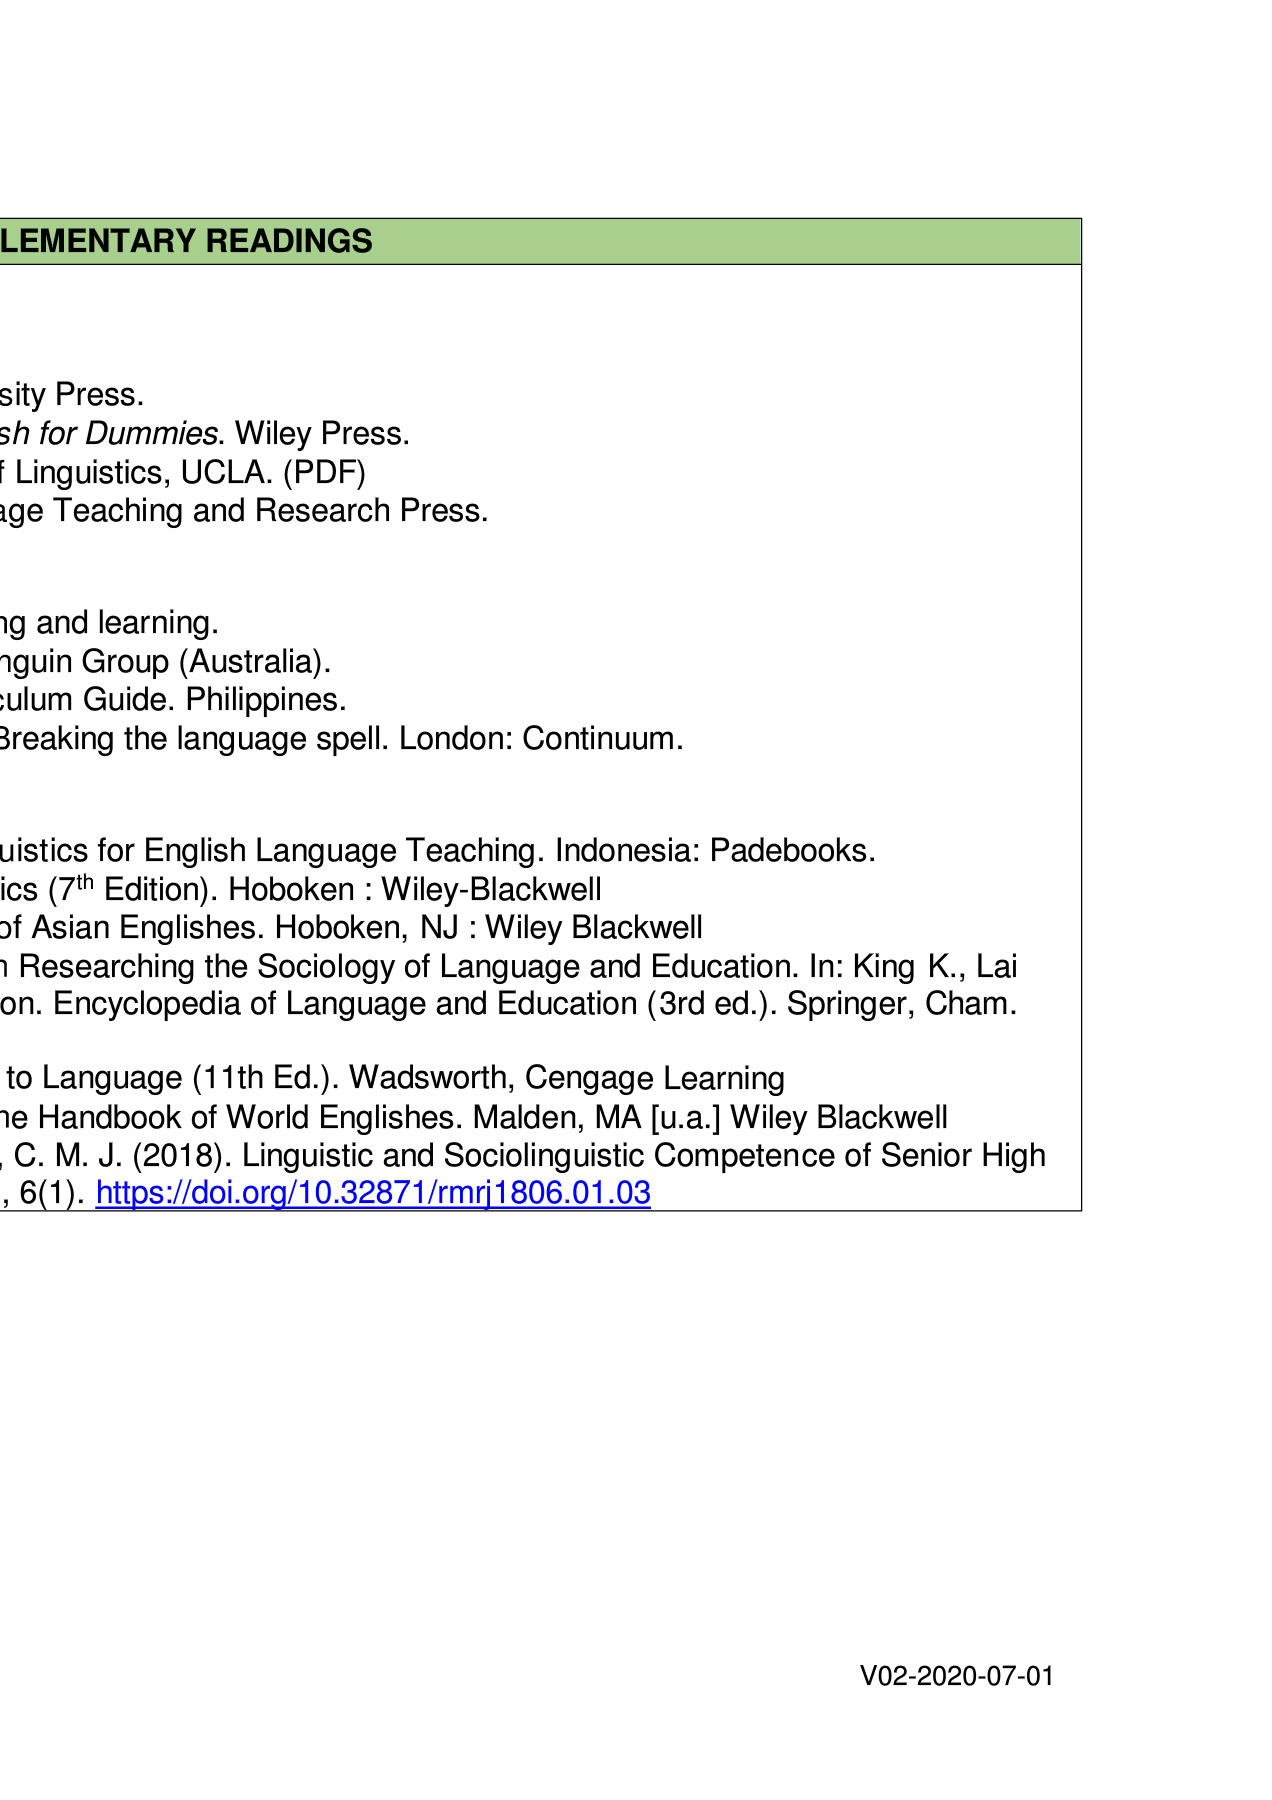 LEMENTARY READINGS
sity Press.
sh for Dummies. Wiley Press.
f Linguistics, UCLA. (PDF)
age Teaching and Research Press.
ng and learning.
nguin Group (Australia).
culum Guide. Philippines.
Breaking the language spell. London: Continuum.
uistics for English Language Teaching. Indonesia: Padebooks.
ics (7th Edition). Hoboken : Wiley-Blackwell
of Asian Englishes. Hoboken, NJ : Wiley Blackwell
n Researching the Sociology of Language and Education. In: King K., Lai
on. Encyclopedia of Language and Education (3rd ed.). Springer, Cham.
to Language (11th Ed.). Wadsworth, Cengage Learning
he Handbook of World Englishes. Malden, MA [u.a.] Wiley Blackwell
, C. M. J. (2018). Linguistic and Sociolinguistic Competence of Senior High
, 6(1). https://doi.org/10.32871/rmrj1806.01.03
V02-2020-07-01